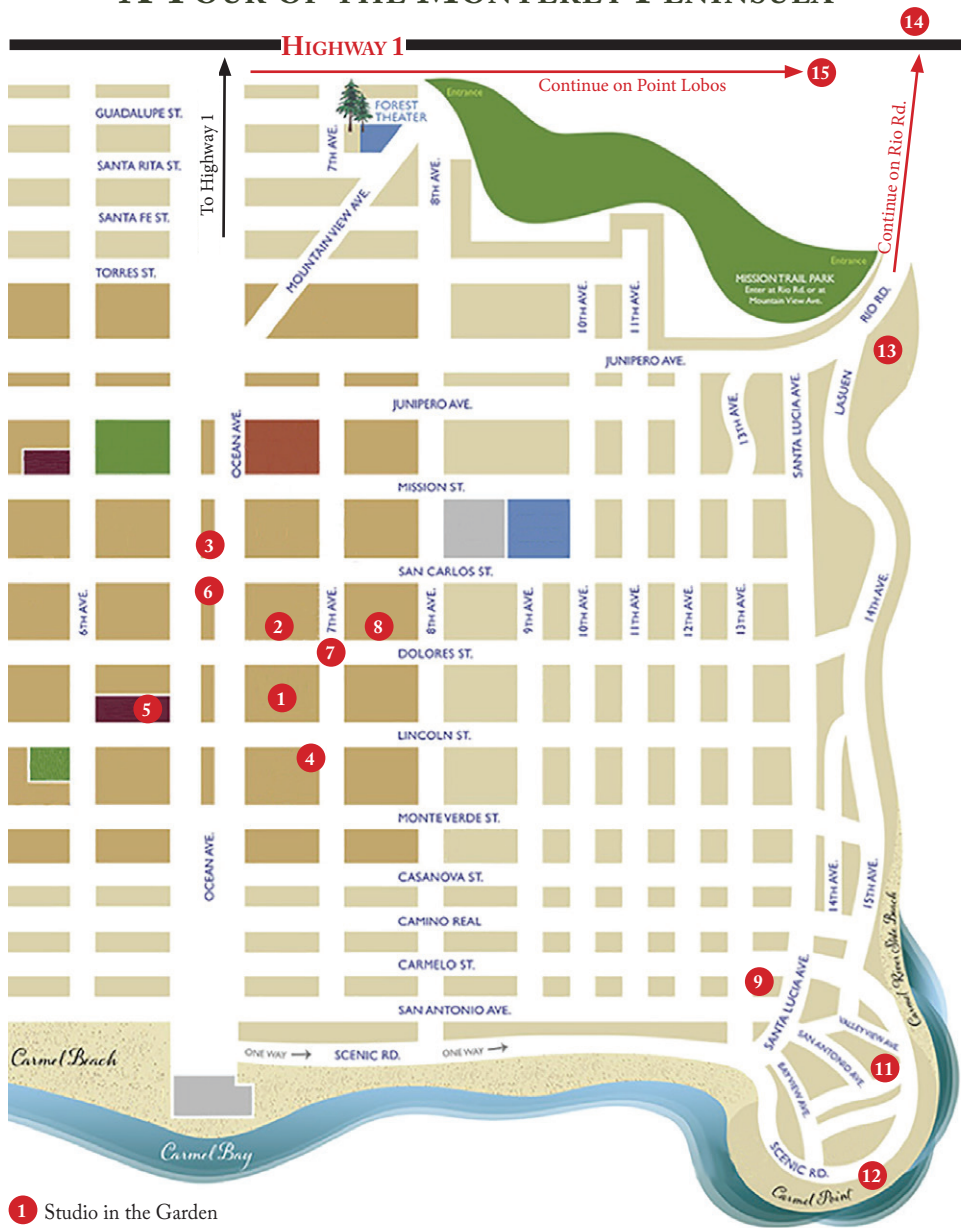 A Tour of the Monterey Peninsula
14
Highway 1
15
Continue on Point Lobos
Continue on Rio Rd.
To Highway 1
GUADALUPE ST.
SANTA RITA ST.
SANTA FE ST.
TORRES ST.
FOREST
THEATER
7TH AVE.
MOUNTAIN VIEW AVE.
8TH AVE.
Entrance
Entrance
MISSION TRAIL PARK
Enter at Rio Rd. or at
Mountain View Ave.
RIO RD.
10TH AVE.
11TH AVE.
13
JUNIPERO AVE.
LASUEN
JUNIPERO AVE.
OCEAN AVE.
13TH AVE.
SANTA LUCIA AVE.
MISSION ST.
3
SAN CARLOS ST.
6
6TH AVE.
2
7TH AVE.
8
8TH AVE.
9TH AVE.
10TH AVE.
11TH AVE.
12TH AVE.
13TH AVE.
14TH AVE.
7
DOLORES ST.
1
5
LINCOLN ST.
4
MONTE VERDE ST.
OCEAN AVE.
CASANOVA ST.
14TH AVE.
15TH AVE.
CAMINO REAL
Carmel River State Beach
CARMELO ST.
9
SANTA LUCIA AVE.
SAN ANTONIO AVE.
VALLEY VIEW AVE.
SAN ANTONIO AVE.
Carmel Beach
ONE WAY →
SCENIC RD.
ONE WAY →
11
BAY VIEW AVE.
Carmel Bay
SCENIC RD.
12
Carmel Point
1 Studio in the Garden